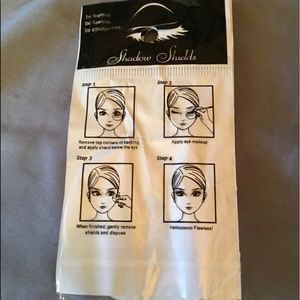 be fearless.
be flawless.
be smudge-free.
Shadow Shields
Step 1
Remove top corners of backing
and apply shield below the eye
Step 2
Apply eye makeup
Step 3
When finished, gently remove
shields and dispose
Step 4
Hellooooooo Flawless!